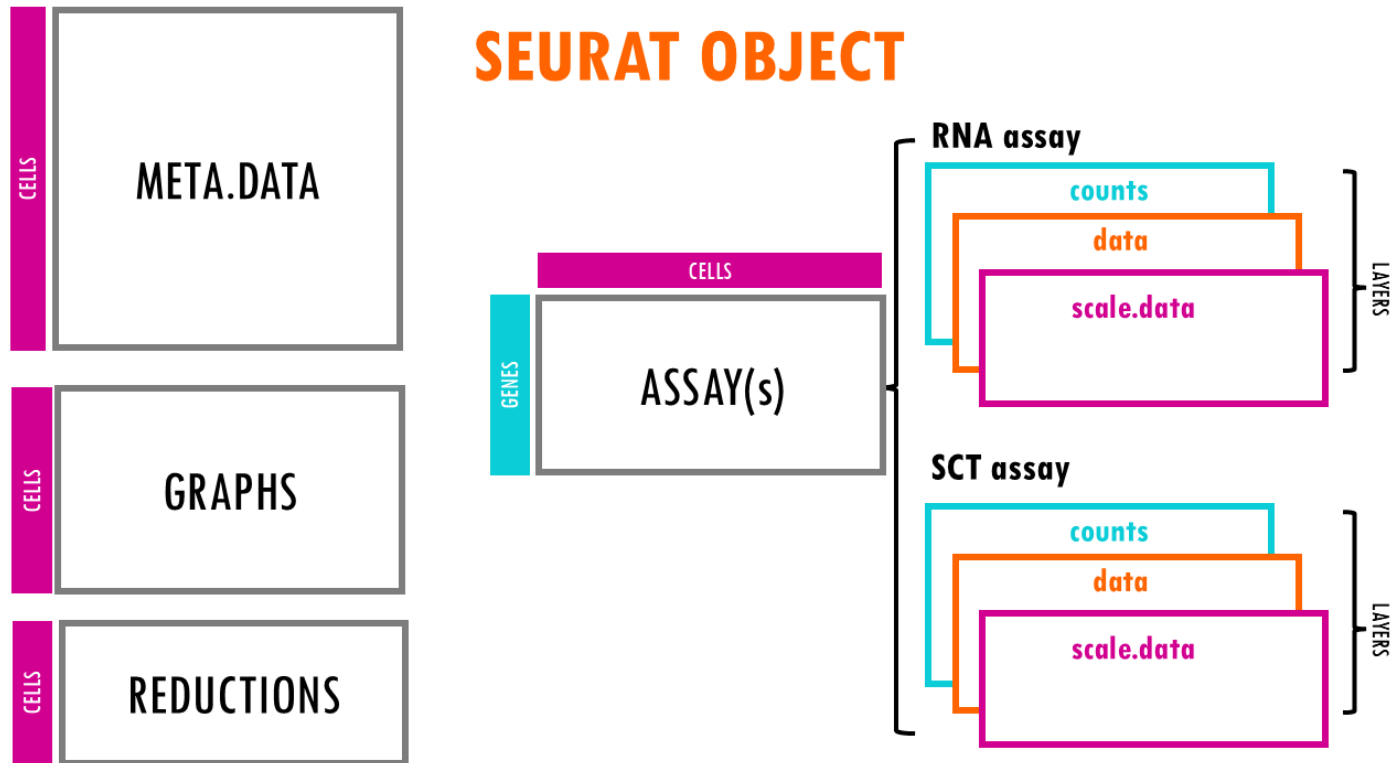 SEURAT OBJECT
CELLS
META.DATA
CELLS
GRAPHS
CELLS
REDUCTIONS
CELLS
GENES
ASSAY(s)
RNA assay
counts
data
scale.data
LAYERS
SCT assay
counts
data
scale.data
LAYERS